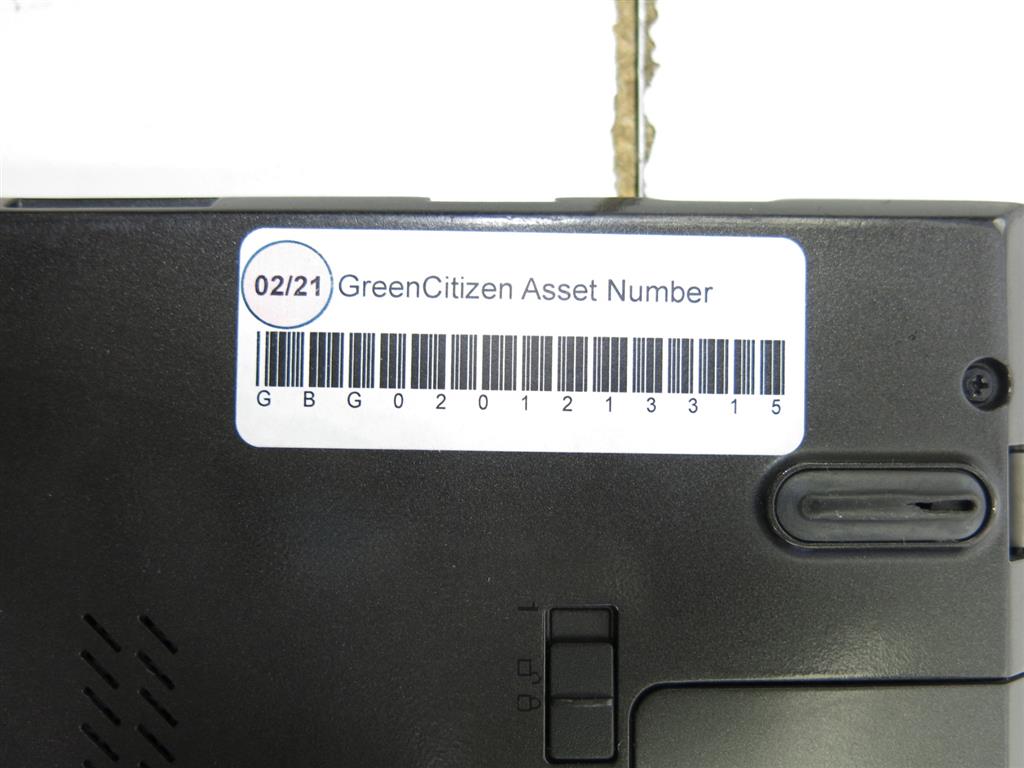 02/21 GreenCitizen Asset Number
G B G 0 2 0 1 2 1 3 3 1 5